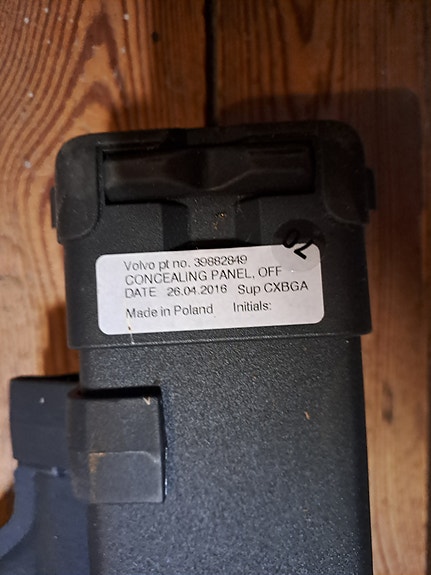 02
Volvo pt no. 39882849
CONCEALING PANEL, OFF
DATE 26.04.2016 Sup CXBGA
Made in Poland Initials: